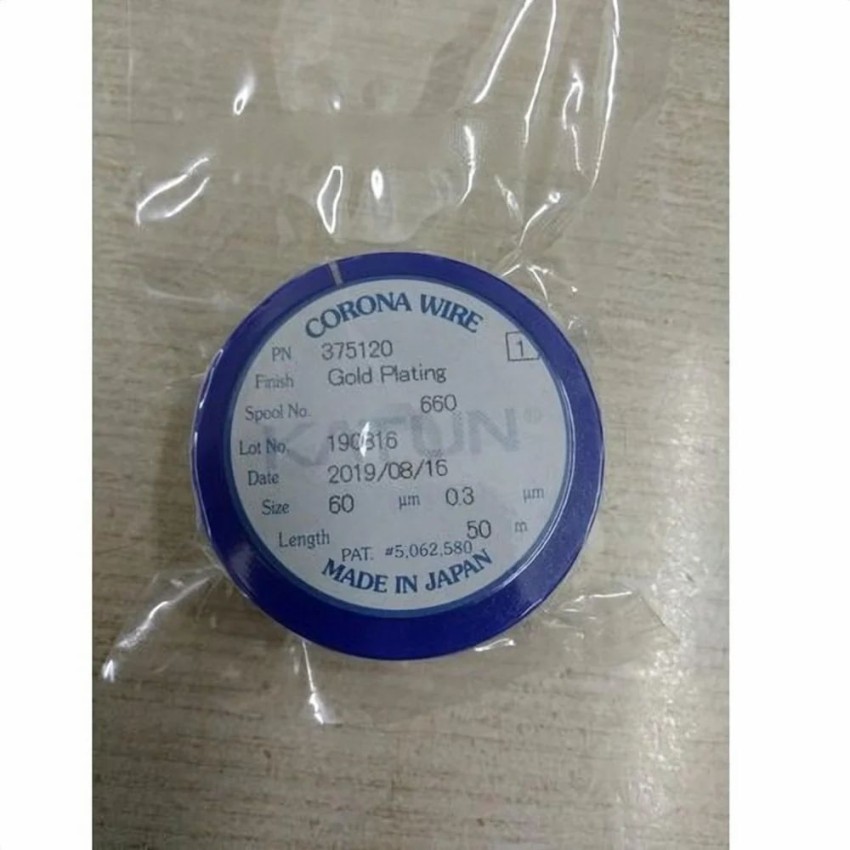 CORONA WIRE
PN 375120 1
Finish Gold Plating
Spool No. 660
KATUN®
Lot No. 190816
Date 2019/08/16
Size 60 μm 0.3 μm
Length 50 m
PAT. #5,062,580
MADE IN JAPAN